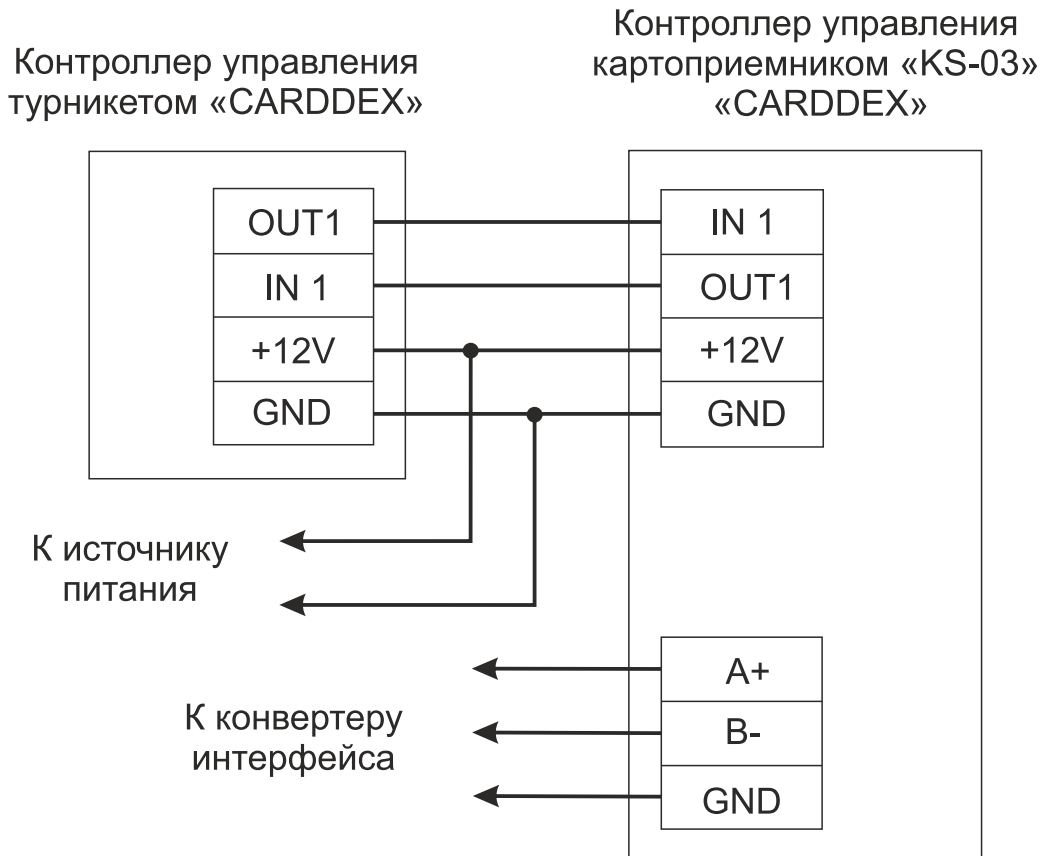 Контроллер управления
турникетом «CARDDEX»
Контроллер управления
картоприемником «KS-03»
«CARDDEX»
OUT1
IN 1
+12V
GND
IN 1
OUT1
+12V
GND
К источнику
питания
К конвертеру
интерфейса
A+
B-
GND